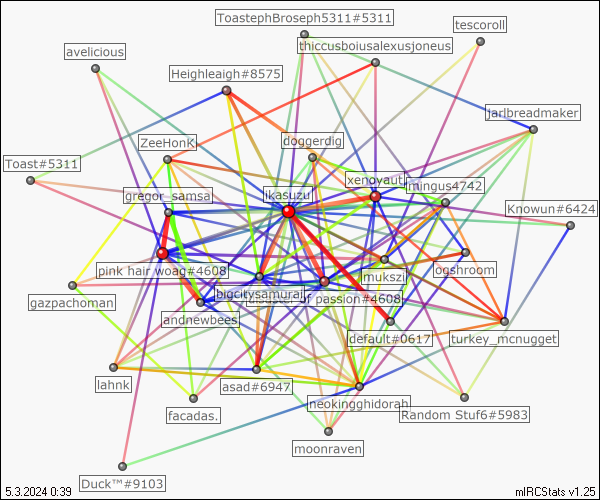 ToastephBroseph5311#5311
tescoroll
thiccusboiusalexusjoneus
avelicious
Heighleaigh#8575
jarlbreadmaker
ZeeHonK
doggerdig
Toast#5311
xenoyaut
mingus4742
gregor_samsa
ikasuzu
Knowun#6424
pink hair woag#4608
mukszi
ogshroom
bigcitysamurai
of passion#4608
gazpachoman
andnewbees
default#0617
turkey_mcnugget
lahnk
asad#6947
neokingghidorah
facadas.
Random Stuf6#5983
moonraven
Duck™#9103
5.3.2024 0:39
mIRCStats v1.25